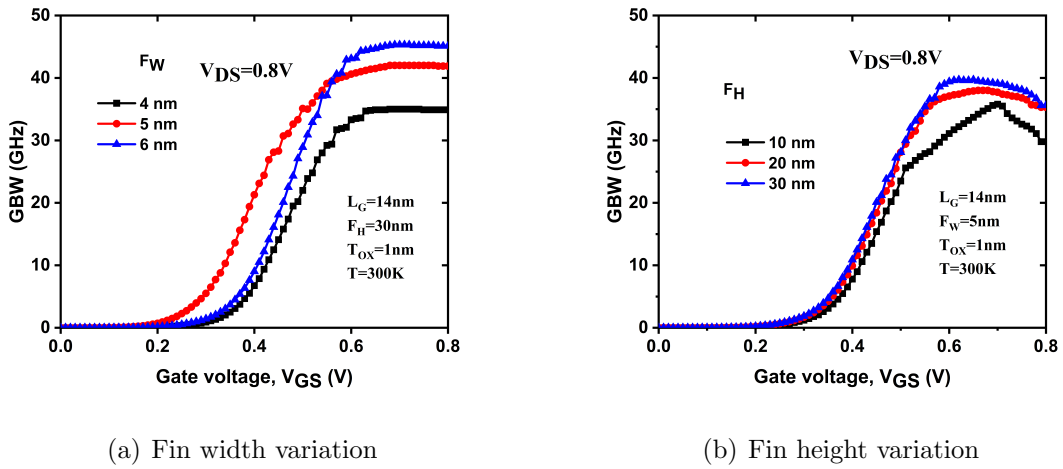 50
40
30
20
10
0
GBW (GHz)
0.0 0.2 0.4 0.6 0.8
Gate voltage, VGS (V)
FW
VDS=0.8V
4 nm
5 nm
6 nm
LG=14nm
FH=30nm
TOX=1nm
T=300K
(a) Fin width variation
50
40
30
20
10
0
GBW (GHz)
0.0 0.2 0.4 0.6 0.8
Gate voltage, VGS (V)
VDS=0.8V
FH
10 nm
20 nm
30 nm
LG=14nm
FW=5nm
TOX=1nm
T=300K
(b) Fin height variation